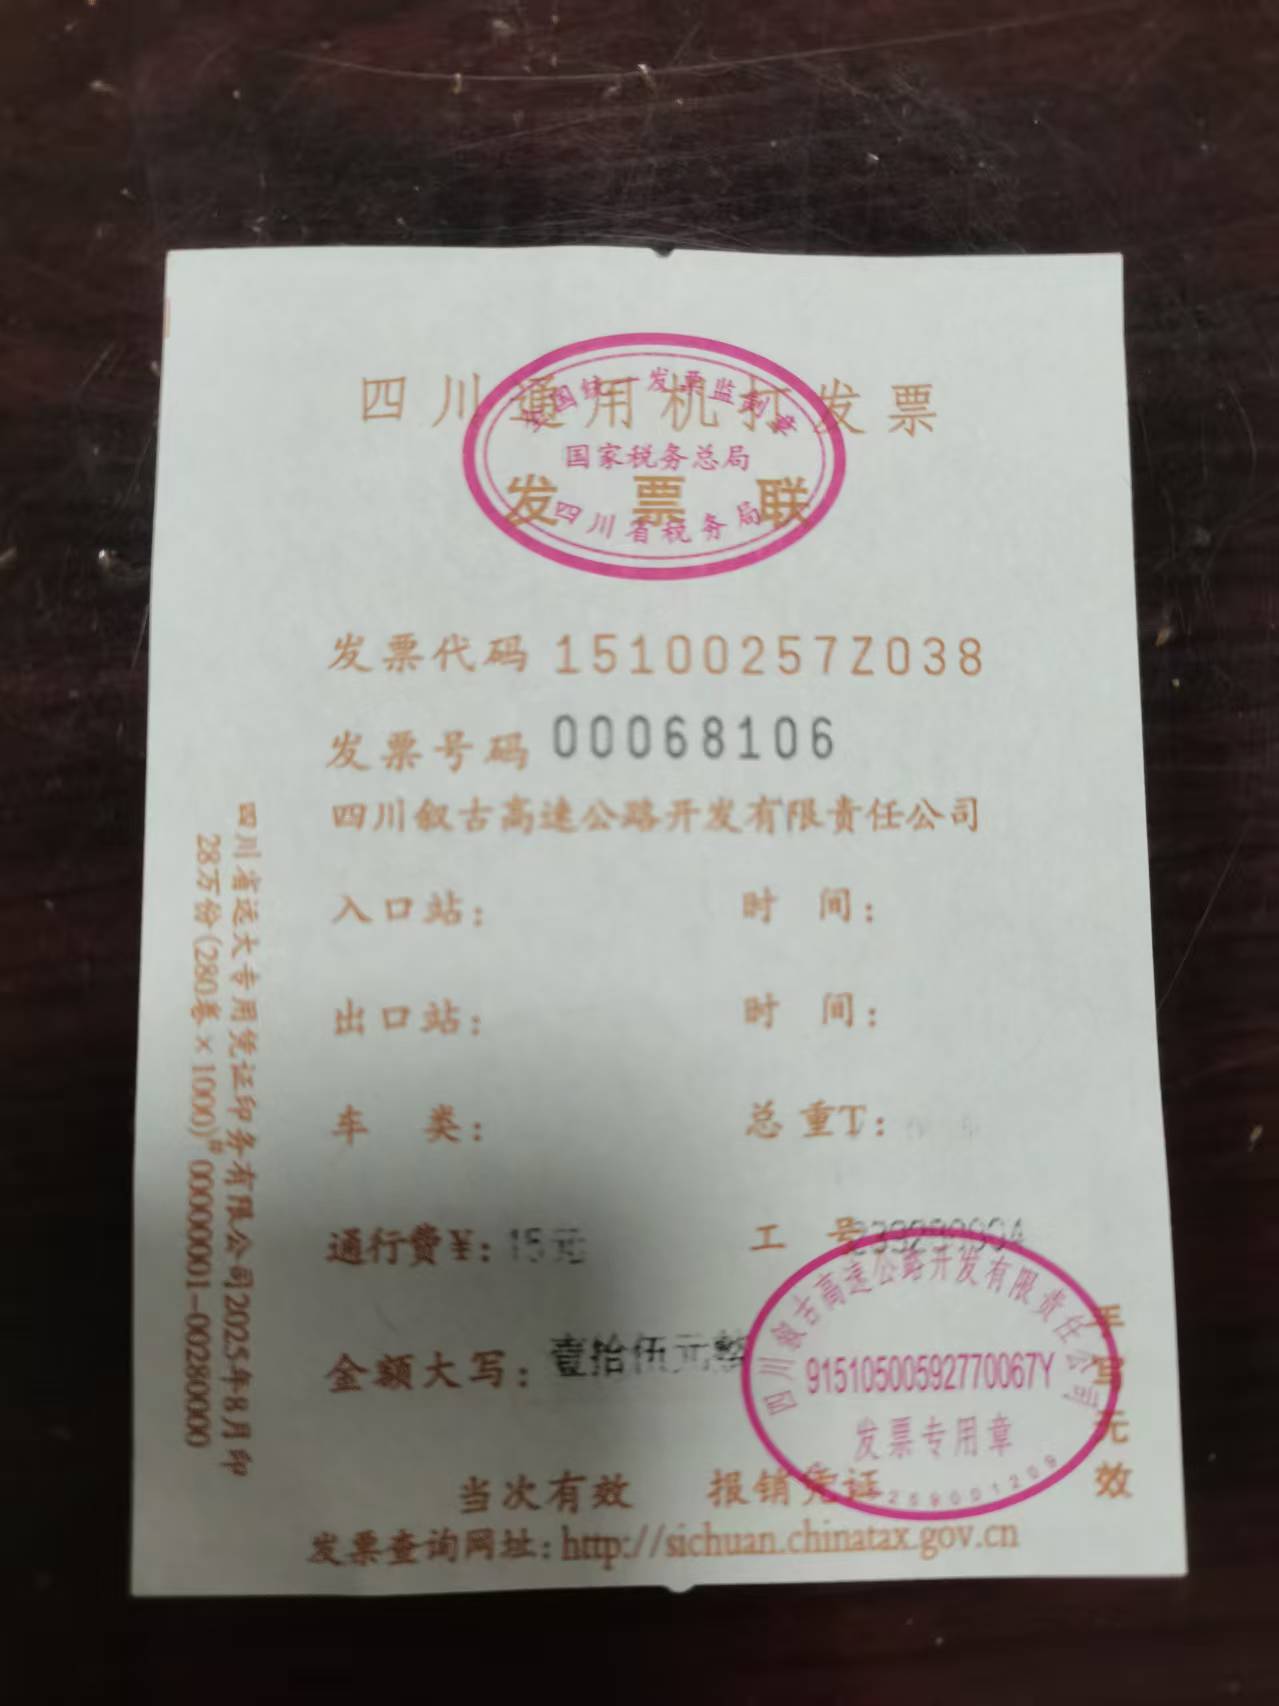 四川通用机打发票
全国统一发票监制章
国家税务总局
四川省税务局
发票联
发票代码 15100257Z038
发票号码 00068106
四川叙古高速公路开发有限责任公司
入口站： 时 间：
出口站： 时 间：
车 类： 总重T：
通行费￥：15元 工 号
金额大写：壹拾伍元整
四川叙古高速公路开发有限责任公司
91510500592770067Y
发票专用章
手写无效
当次有效 报销凭证
发票查询网址：http://sichuan.chinatax.gov.cn
四川省远大专用凭证印务有限公司2025年8月印
28万份(280卷×1000)# 00000001-00280000